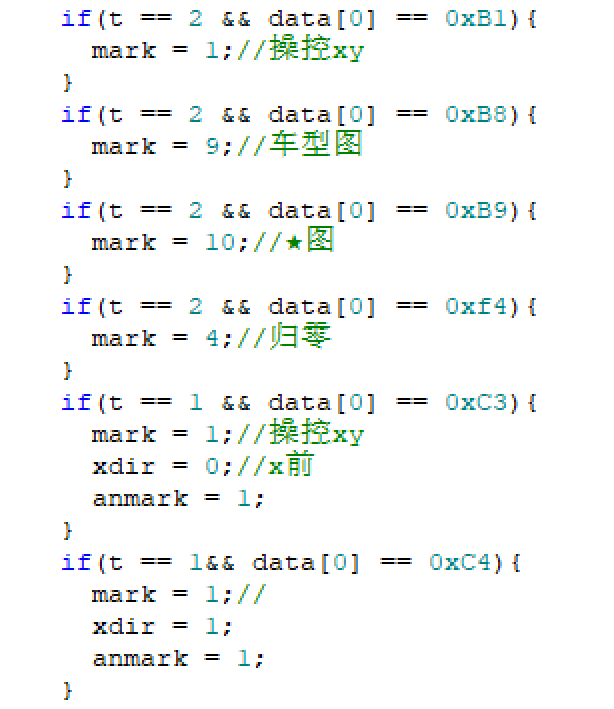 if(t == 2 && data[0] == 0xB1){
mark = 1;//操控xy
}
if(t == 2 && data[0] == 0xB8){
mark = 9;//车型图
}
if(t == 2 && data[0] == 0xB9){
mark = 10;//★图
}
if(t == 2 && data[0] == 0xf4){
mark = 4;//归零
}
if(t == 1 && data[0] == 0xC3){
mark = 1;//操控xy
xdir = 0;//x前
anmark = 1;
}
if(t == 1&& data[0] == 0xC4){
mark = 1;//
xdir = 1;
anmark = 1;
}